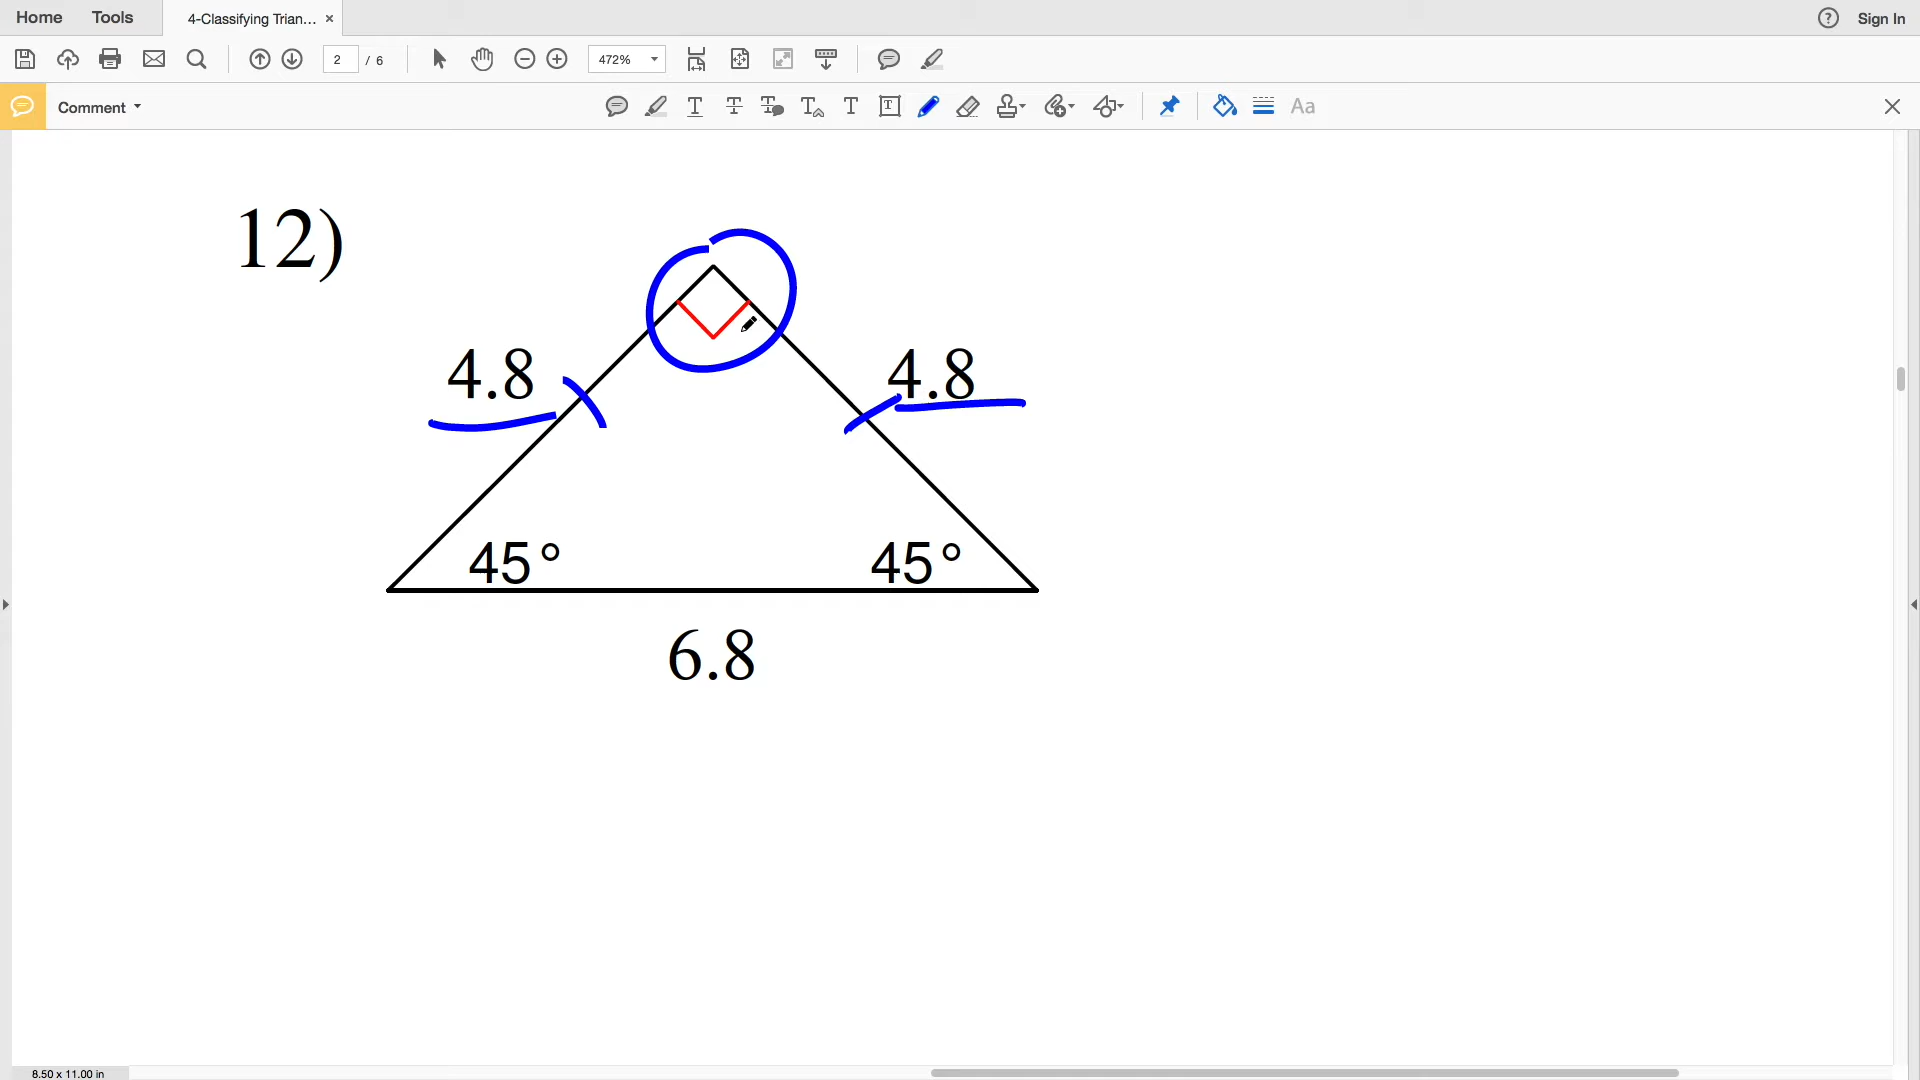 Home Tools 4-Classifying Trian... × ? Sign In
2 / 6 472%
Comment Aa
12)
4.8 4.8
45° 45°
6.8
8.50 x 11.00 in